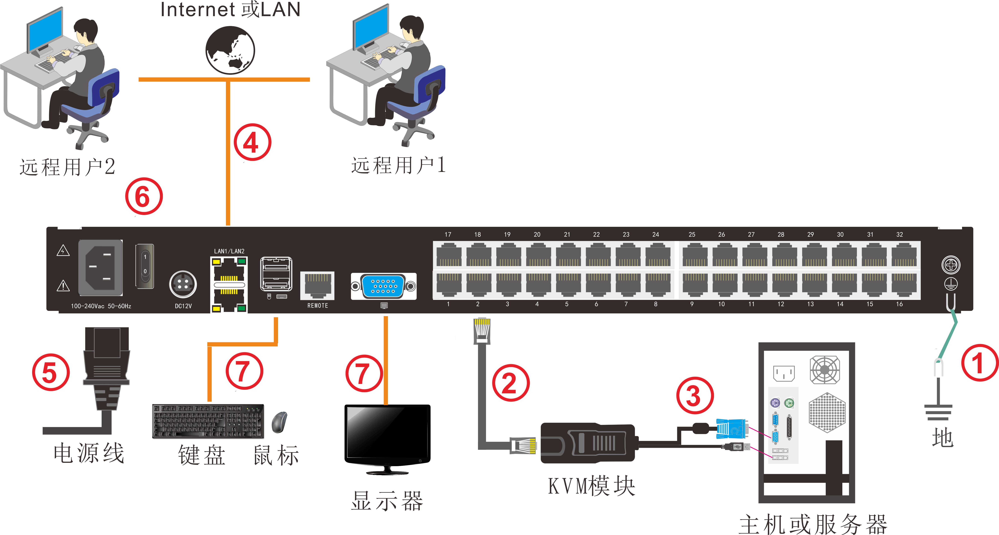 Internet 或LAN
远程用户2
远程用户1
4
6
17 18 19 20 21 22 23 24 25 26 27 28 29 30 31 32
LAN1/LAN2
1
0
100-240Vac 50-60Hz
DC12V
REMOTE
1 2 3 4 5 6 7 8 9 10 11 12 13 14 15 16
5
7
7
2
3
1
电源线
键盘
鼠标
显示器
KVM模块
地
主机或服务器